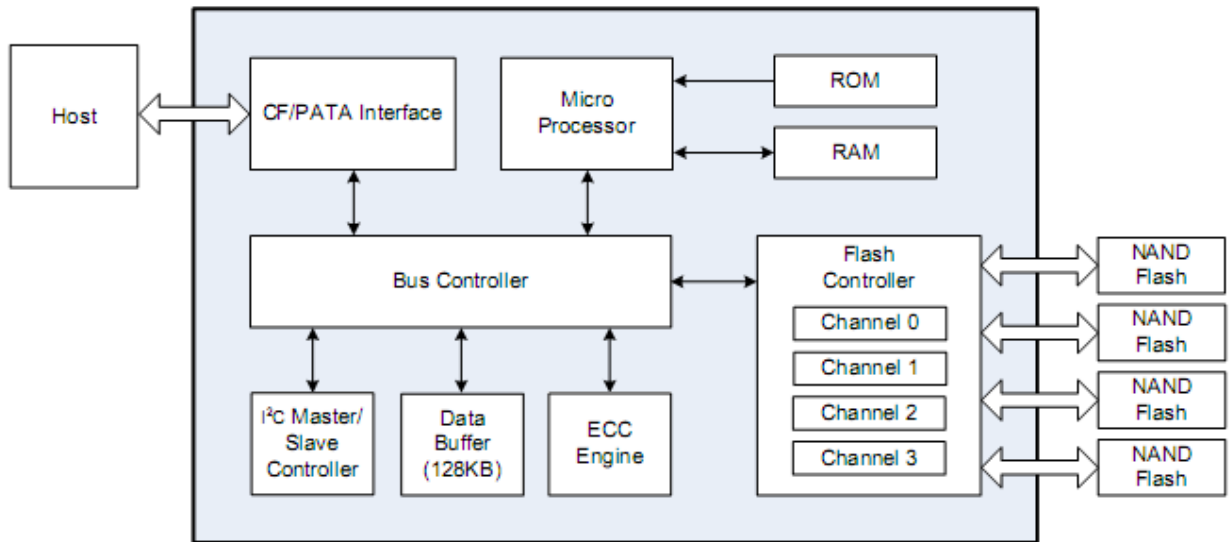 Host
CF/PATA Interface
Micro
Processor
ROM
RAM
Bus Controller
Flash
Controller
Channel 0
Channel 1
Channel 2
Channel 3
NAND
Flash
NAND
Flash
NAND
Flash
NAND
Flash
I²C Master/
Slave
Controller
Data
Buffer
(128KB)
ECC
Engine